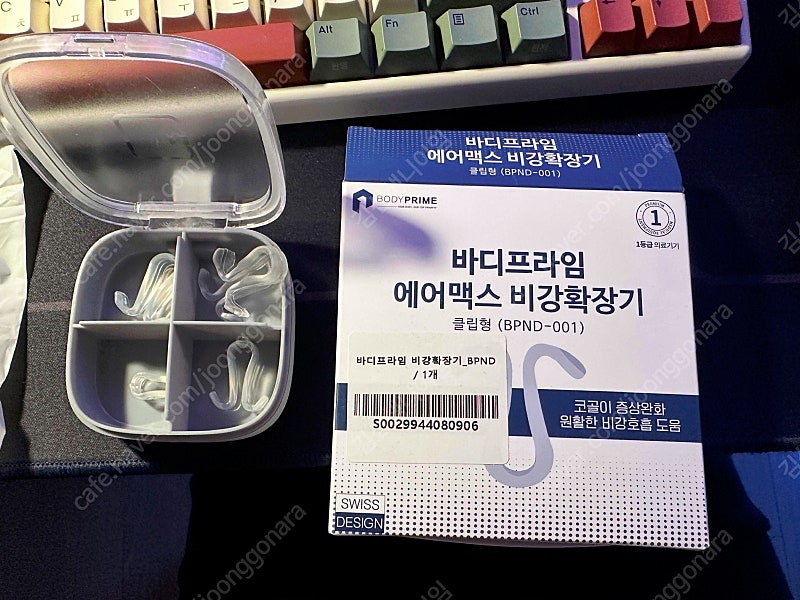 C
ㅊ
V
ㅍ
ㅠ
ㅜ
Alt
Fn
Ctrl
바디프라임
에어맥스 비강확장기
클립형 (BPND-001)
BODYPRIME
1
1등급 의료기기
바디프라임
에어맥스 비강확장기
클립형 (BPND-001)
바디프라임 비강확장기_BPND
/ 1개
S0029944080906
코골이 증상완화
원활한 비강호흡 도움
SWISS
DESIGN
cafe.naver.com/joonggonara